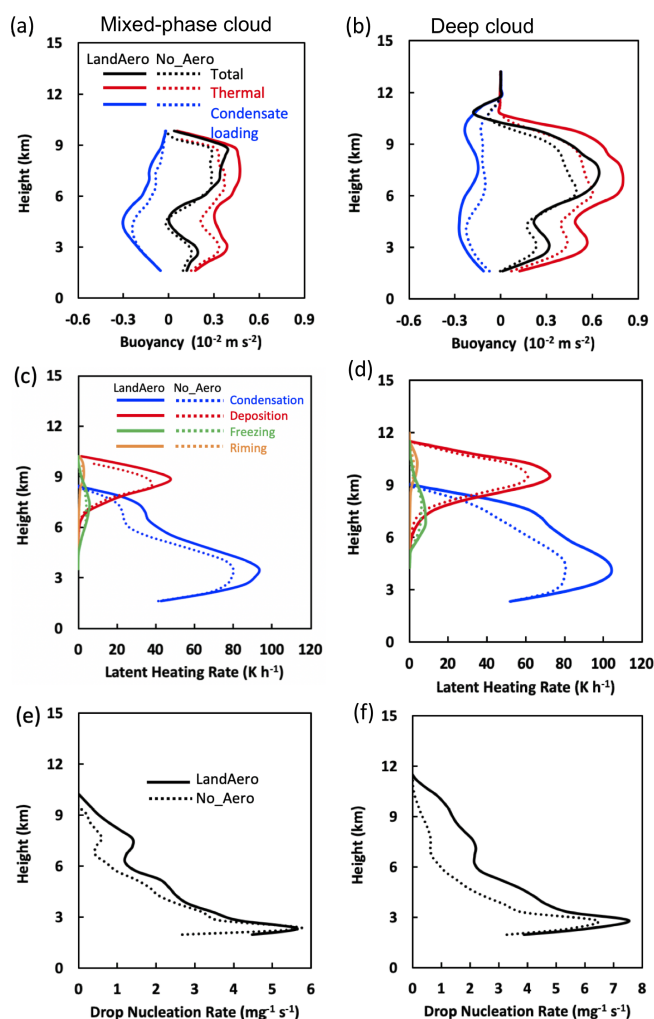 (a) Mixed-phase cloud
15
12
9
6
3
0
Height (km)
LandAero No_Aero
Total
Thermal
Condensate
loading
-0.6 -0.3 0 0.3 0.6 0.9
Buoyancy (10-2 m s-2)
(b) Deep cloud
15
12
9
6
3
0
Height (km)
-0.6 -0.3 0 0.3 0.6 0.9
Buoyancy (10-2 m s-2)
(c)
15
12
9
6
3
0
Height (km)
LandAero No_Aero
Condensation
Deposition
Freezing
Riming
0 20 40 60 80 100 120
Latent Heating Rate (K h-1)
(d)
15
12
9
6
3
0
Height (km)
0 20 40 60 80 100 120
Latent Heating Rate (K h-1)
(e)
15
12
9
6
3
0
Height (km)
LandAero
No_Aero
0 1 2 3 4 5 6
Drop Nucleation Rate (mg-1 s-1)
(f)
15
12
9
6
3
0
Height (km)
0 1 2 3 4 5 6 7 8
Drop Nucleation Rate (mg-1 s-1)